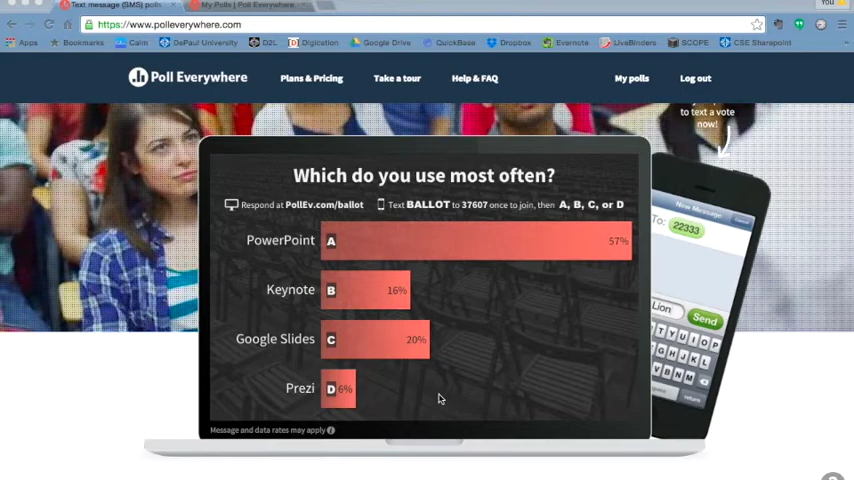 Text message (SMS) polls
My Polls | Poll Everywhere
You
https://www.polleverywhere.com
Apps Bookmarks Calm DePaul University D2L Digication Google Drive QuickBase Dropbox Evernote LiveBinders SCOPE CSE Sharepoint
Poll Everywhere Plans & Pricing Take a tour Help & FAQ My polls Log out
to text a vote
now!
Which do you use most often?
Respond at PollEv.com/ballot Text BALLOT to 37607 once to join, then A, B, C, or D
PowerPoint A 57%
Keynote B 16%
Google Slides C 20%
Prezi D 6%
Message and data rates may apply
New Message
To: 22333
Lion
Send